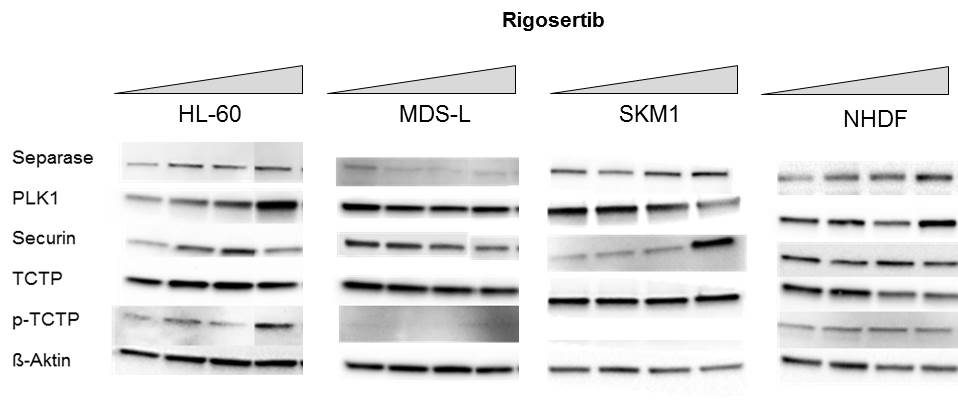 Rigosertib
HL-60
MDS-L
SKM1
NHDF
Separase
PLK1
Securin
TCTP
p-TCTP
ß-Aktin